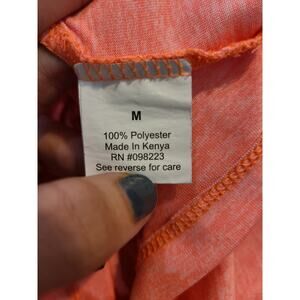 M
100% Polyester
Made In Kenya
RN #098223
See reverse for care